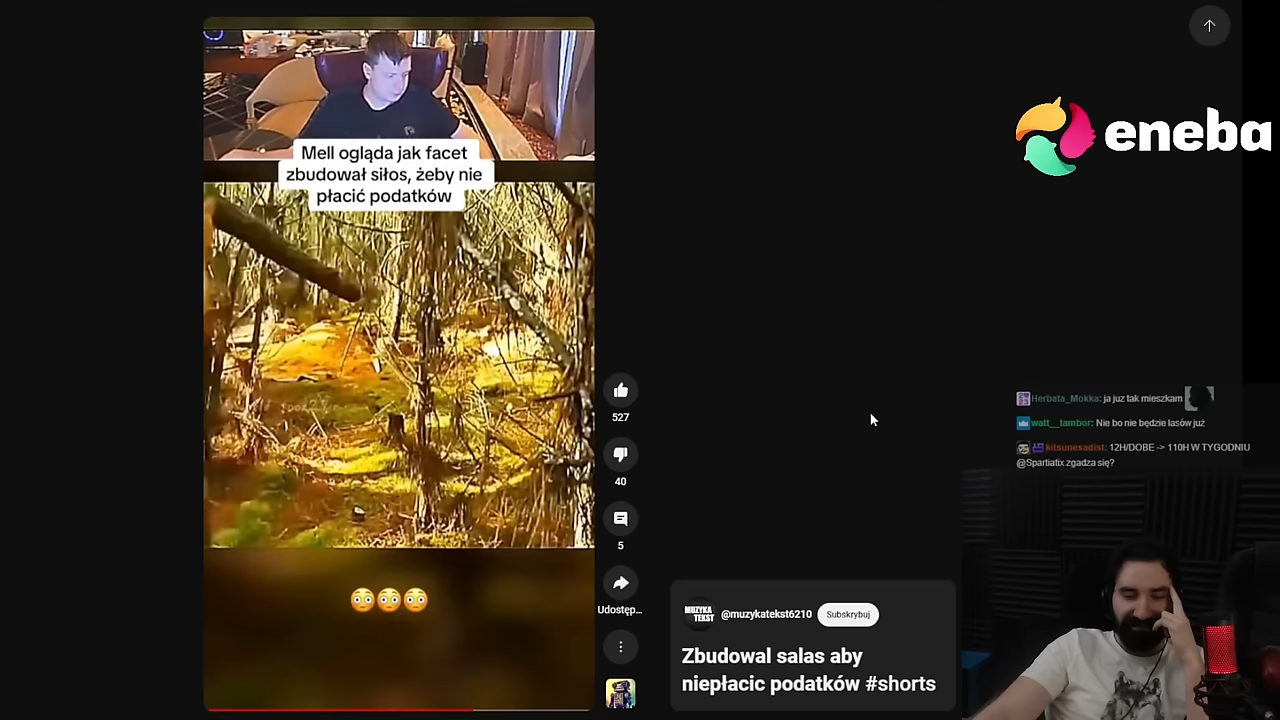 Mell ogląda jak facet
zbudował siłos, żeby nie
płacić podatków
527
40
5
Udostęp...
MUZYKA
TEKST
@muzykatekst6210
Subskrybuj
Zbudowal salas aby
niepłacic podatków #shorts
eneba
Herbata_Mokka: ja juz tak mieszkam
watt__tambor: Nie bo nie będzie lasów już
kitsunesadist: 12H/DOBE -> 110H W TYGODNIU
@Spartiatix zgadza się?